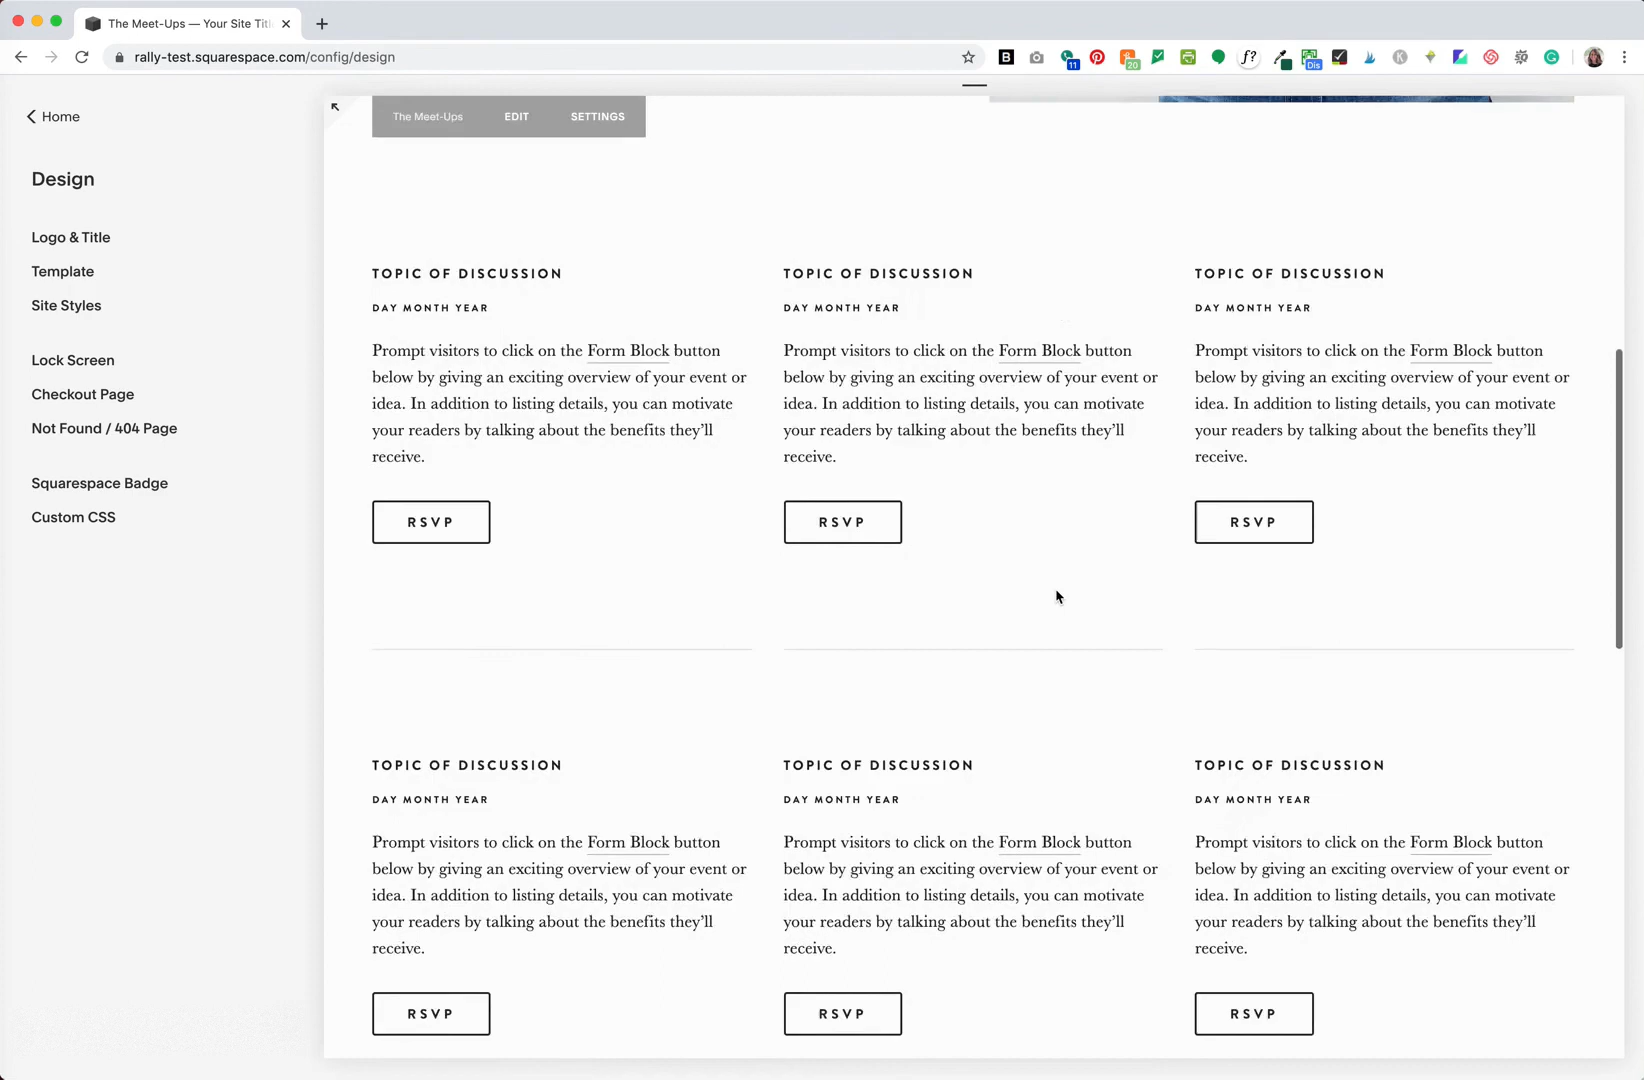 The Meet-Ups — Your Site Titl
rally-test.squarespace.com/config/design
B
11
20
f?
Dis
K
Home
The Meet-Ups EDIT SETTINGS
Design
Logo & Title
Template
Site Styles
Lock Screen
Checkout Page
Not Found / 404 Page
Squarespace Badge
Custom CSS
TOPIC OF DISCUSSION
DAY MONTH YEAR
Prompt visitors to click on the Form Block button
below by giving an exciting overview of your event or
idea. In addition to listing details, you can motivate
your readers by talking about the benefits they’ll
receive.
RSVP
TOPIC OF DISCUSSION
DAY MONTH YEAR
Prompt visitors to click on the Form Block button
below by giving an exciting overview of your event or
idea. In addition to listing details, you can motivate
your readers by talking about the benefits they’ll
receive.
RSVP
TOPIC OF DISCUSSION
DAY MONTH YEAR
Prompt visitors to click on the Form Block button
below by giving an exciting overview of your event or
idea. In addition to listing details, you can motivate
your readers by talking about the benefits they’ll
receive.
RSVP
TOPIC OF DISCUSSION
DAY MONTH YEAR
Prompt visitors to click on the Form Block button
below by giving an exciting overview of your event or
idea. In addition to listing details, you can motivate
your readers by talking about the benefits they’ll
receive.
RSVP
TOPIC OF DISCUSSION
DAY MONTH YEAR
Prompt visitors to click on the Form Block button
below by giving an exciting overview of your event or
idea. In addition to listing details, you can motivate
your readers by talking about the benefits they’ll
receive.
RSVP
TOPIC OF DISCUSSION
DAY MONTH YEAR
Prompt visitors to click on the Form Block button
below by giving an exciting overview of your event or
idea. In addition to listing details, you can motivate
your readers by talking about the benefits they’ll
receive.
RSVP